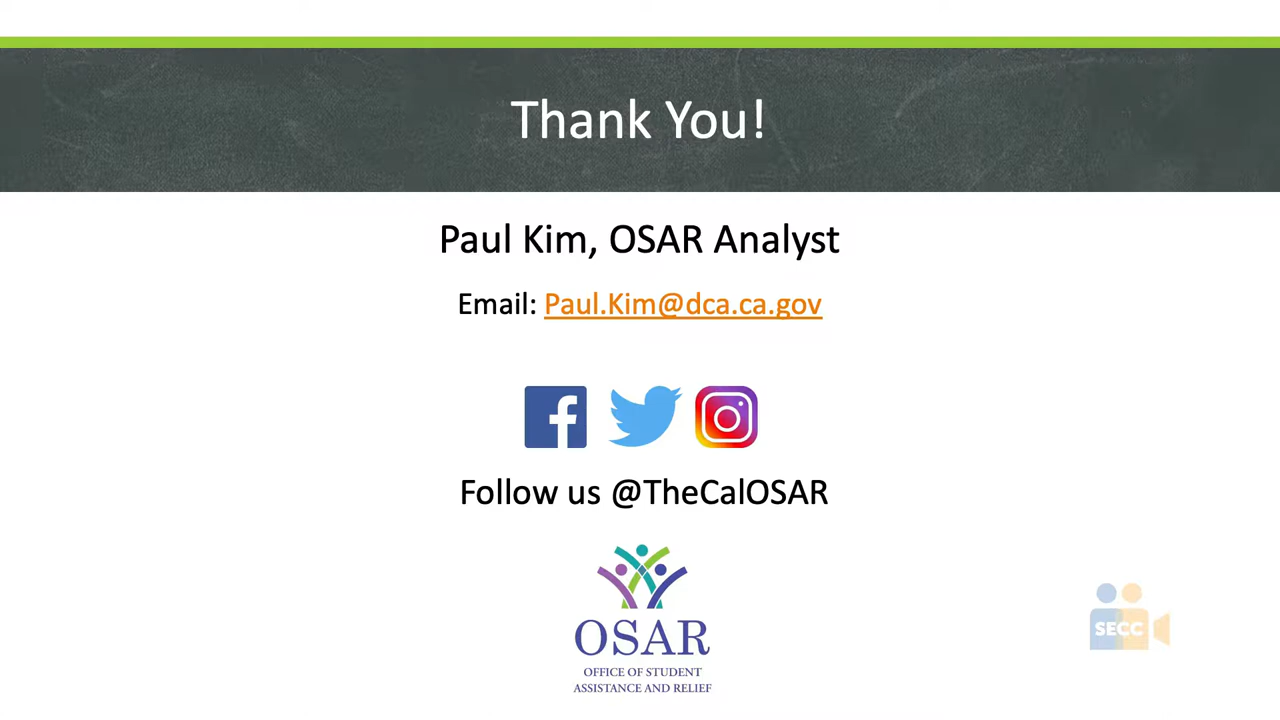 Thank You!
Paul Kim, OSAR Analyst
Email: Paul.Kim@dca.ca.gov
Follow us @TheCalOSAR
OSAR
OFFICE OF STUDENT
ASSISTANCE AND RELIEF
SECC